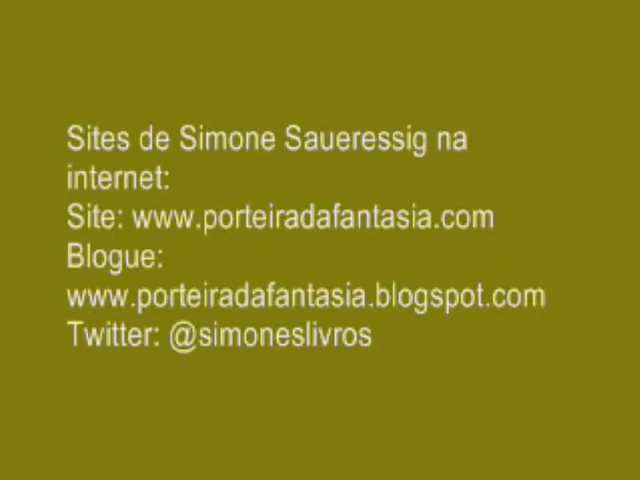 Sites de Simone Saueressig na
internet:
Site: www.porteiradafantasia.com
Blogue:
www.porteiradafantasia.blogspot.com
Twitter: @simoneslivros